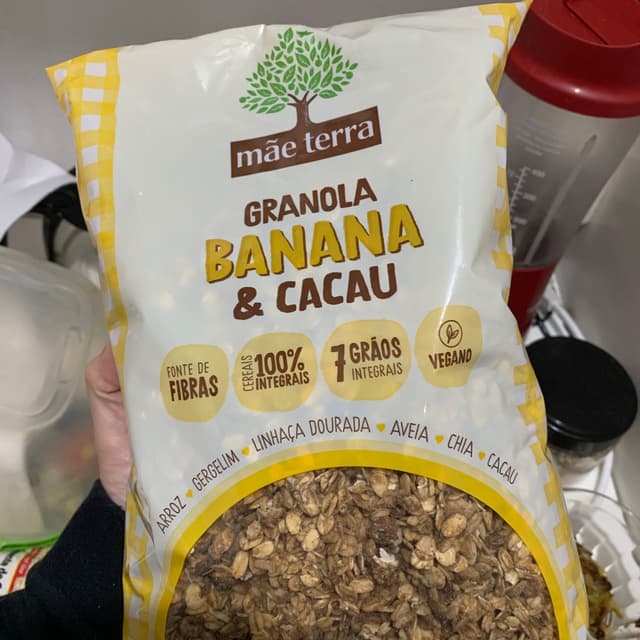 mãe terra
GRANOLA
BANANA
& CACAU
FONTE DE
FIBRAS
CEREAIS
100%
INTEGRAIS
7 GRÃOS
INTEGRAIS
VEGANO
ARROZ GERGELIM LINHAÇA DOURADA AVEIA CHIA CACAU